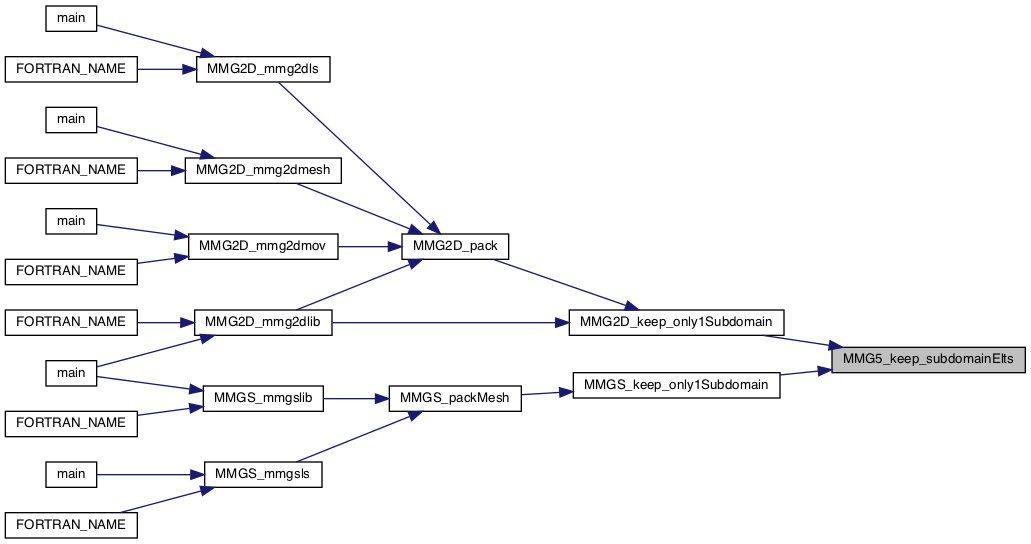 main
MMG2D_mmg2dls
FORTRAN_NAME
main
MMG2D_mmg2dmesh
FORTRAN_NAME
main
MMG2D_mmg2dmov
MMG2D_pack
FORTRAN_NAME
FORTRAN_NAME
MMG2D_mmg2dlib
MMG2D_keep_only1Subdomain
MMG5_keep_subdomainElts
main
MMGS_keep_only1Subdomain
MMGS_mmgslib
MMGS_packMesh
FORTRAN_NAME
main
MMGS_mmgsls
FORTRAN_NAME